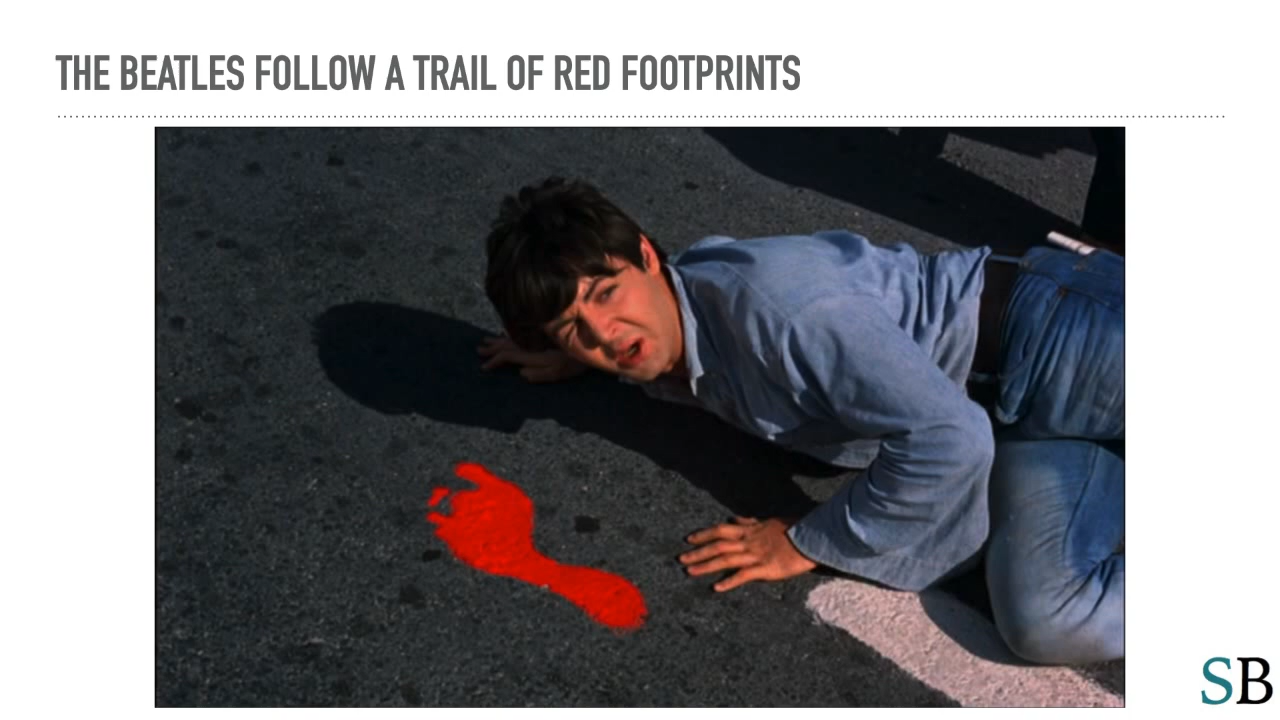 THE BEATLES FOLLOW A TRAIL OF RED FOOTPRINTS
SB